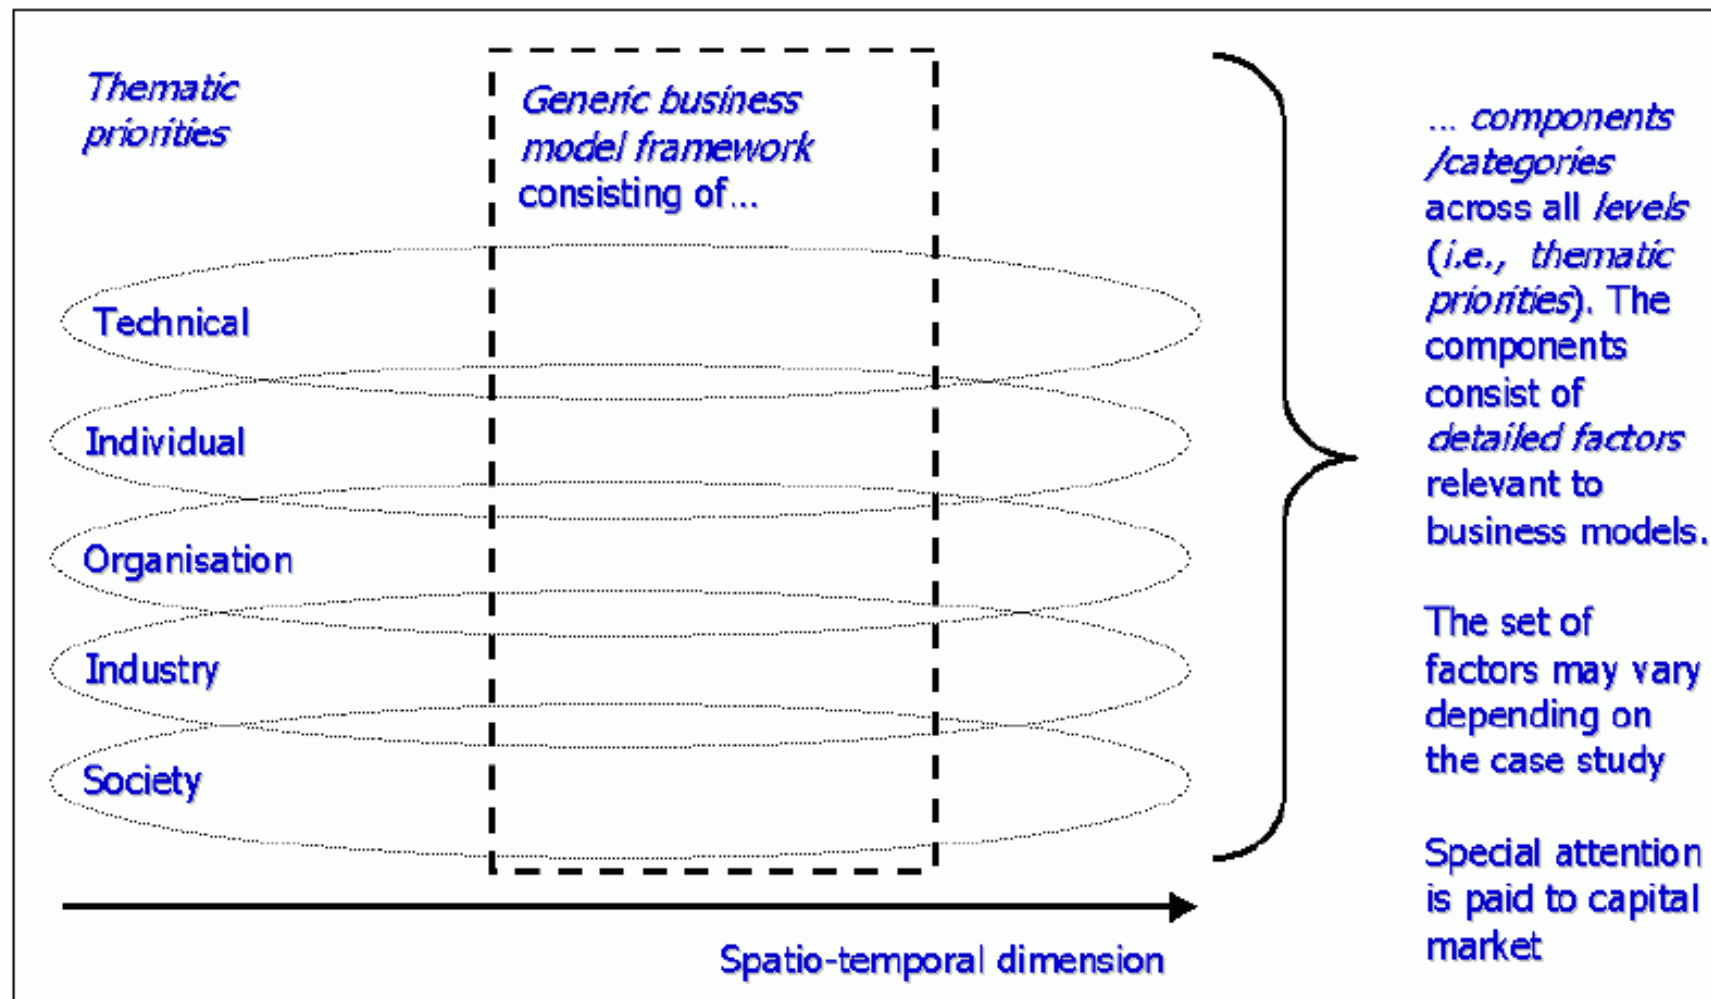 Thematic
priorities
Generic business
model framework
consisting of...
Technical
Individual
Organisation
Industry
Society
Spatio-temporal dimension
... components
/categories
across all levels
(i.e., thematic
priorities). The
components
consist of
detailed factors
relevant to
business models.
The set of
factors may vary
depending on
the case study
Special attention
is paid to capital
market